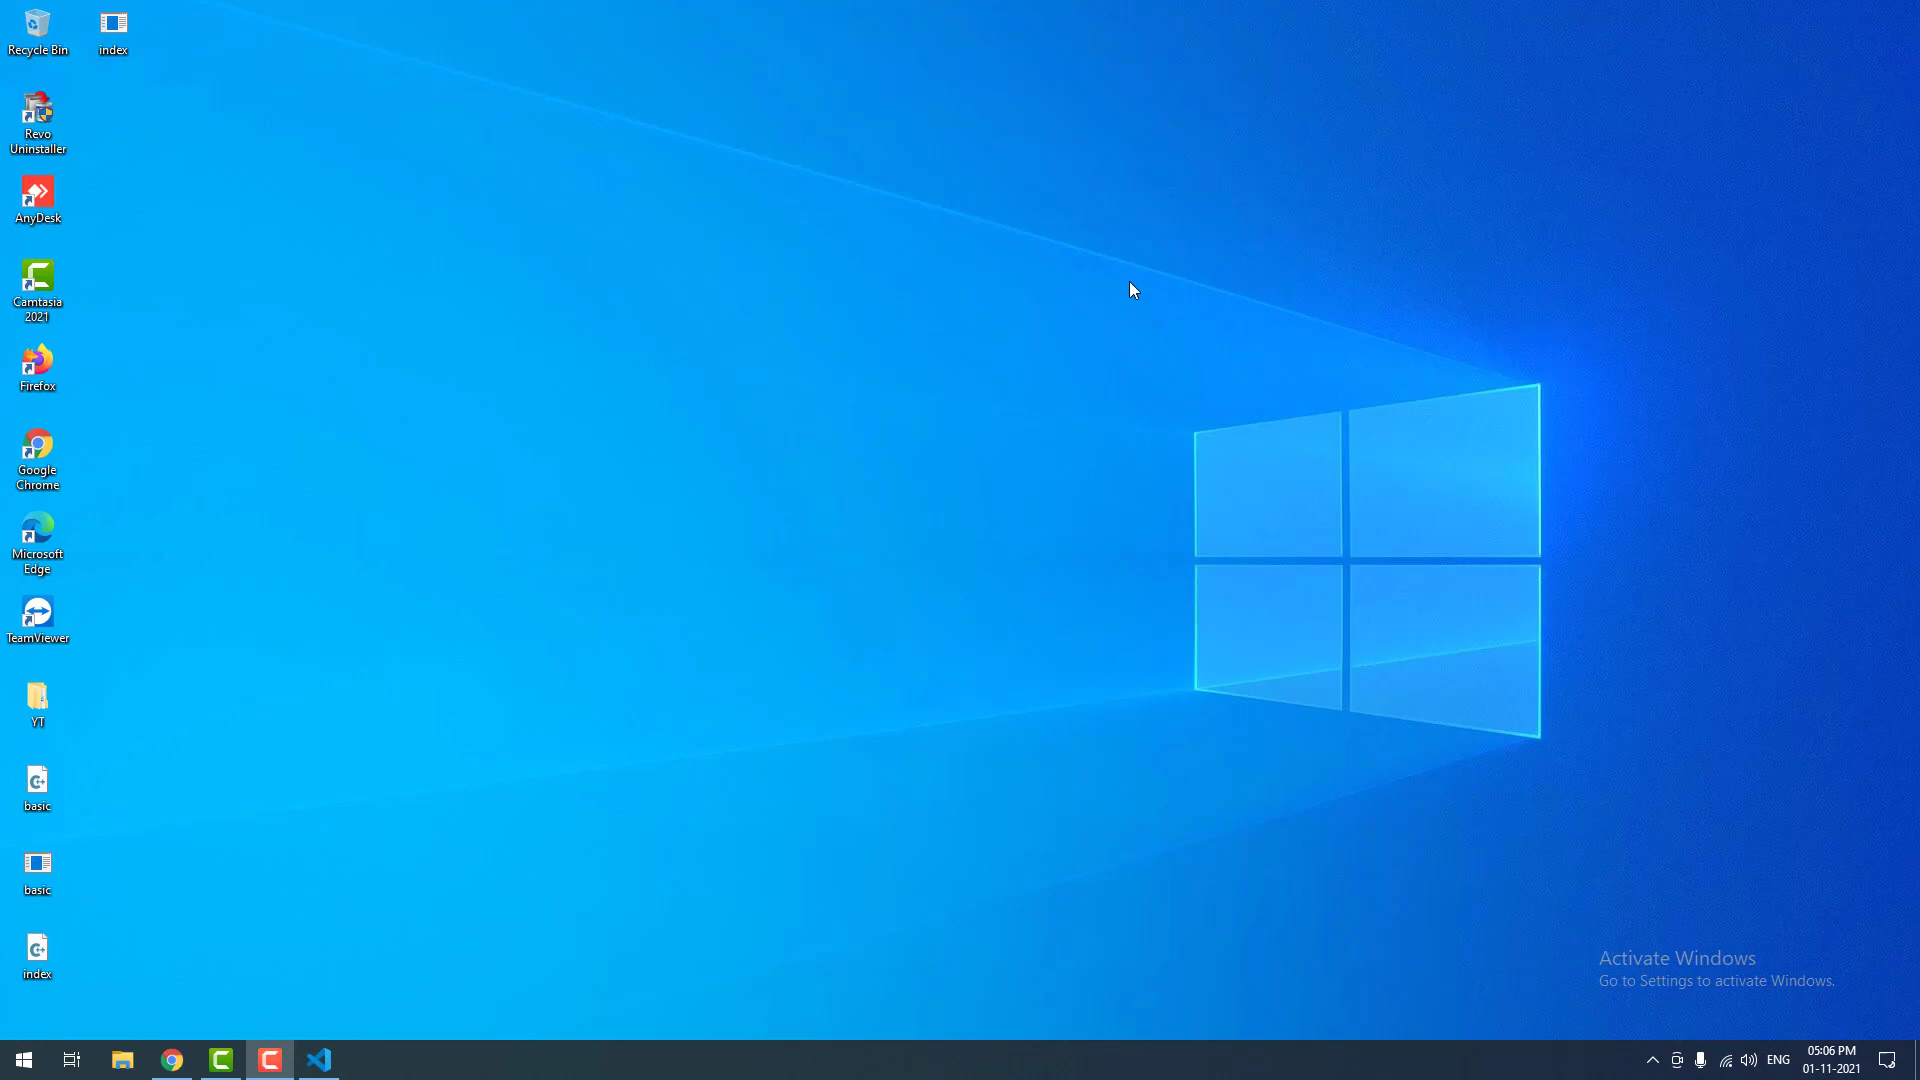 Recycle Bin
index
Revo
Uninstaller
AnyDesk
Camtasia
2021
Firefox
Google
Chrome
Microsoft
Edge
TeamViewer
YT
basic
basic
index
Activate Windows
Go to Settings to activate Windows.
ENG
05:06 PM
01-11-2021